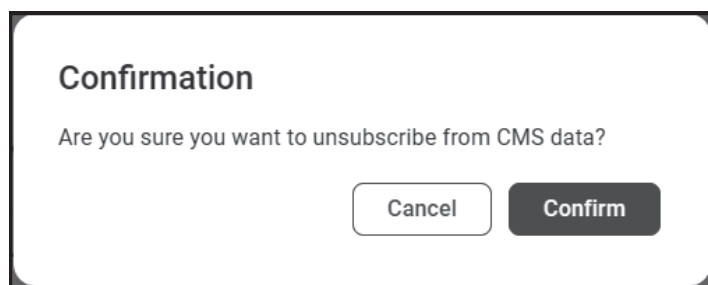 Confirmation
Are you sure you want to unsubscribe from CMS data?
Cancel Confirm